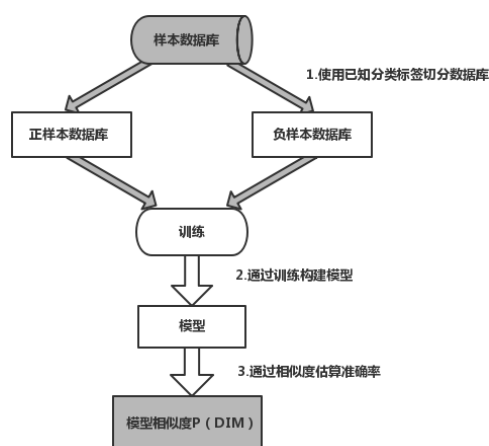 样本数据库
1.使用已知分类标签切分数据库
正样本数据库
负样本数据库
训练
2.通过训练构建模型
模型
3.通过相似度估算准确率
模型相似度P（DIM）